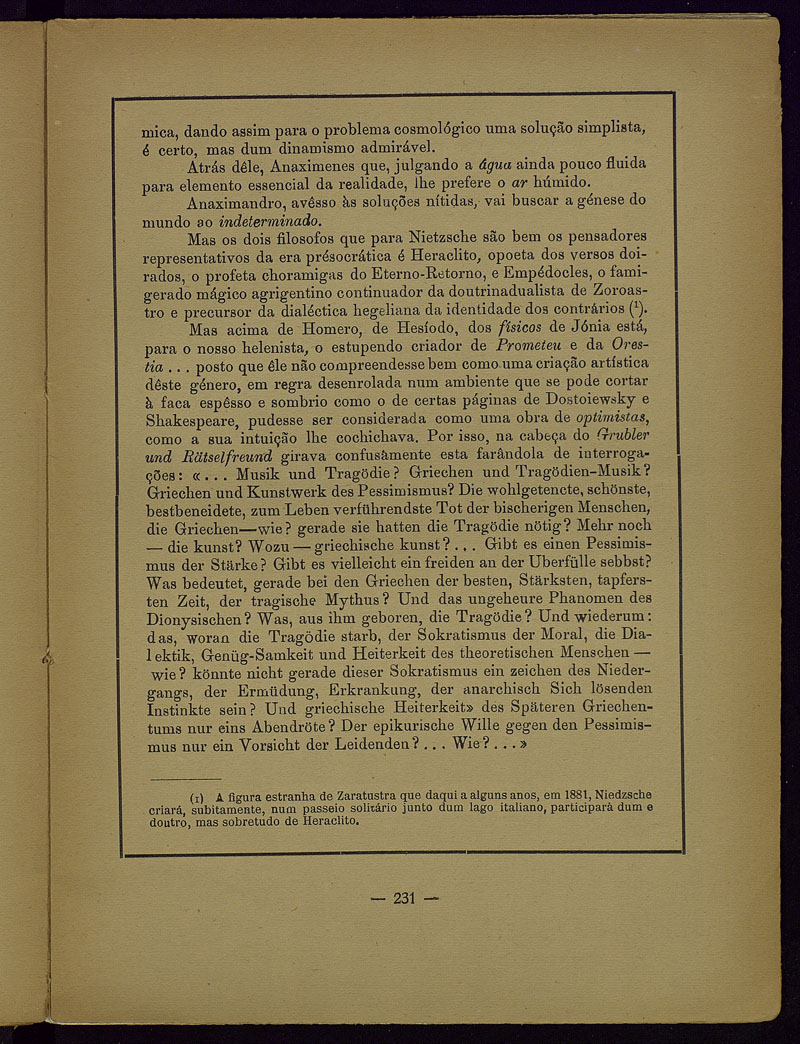 mica, dando assim para o problema cosmológico uma solução simplista,
é certo, mas dum dinamismo admirável.
Atrás dêle, Anaximenes que, julgando a água ainda pouco fluida
para elemento essencial da realidade, lhe prefere o ar húmido.
Anaximandro, avêsso às soluções nítidas, vai buscar a génese do
mundo ao indeterminado.
Mas os dois filosofos que para Nietzsche são bem os pensadores
representativos da era présocrática é Heraclito, opoeta dos versos doi-
rados, o profeta choramigas do Eterno-Retorno, e Empédocles, o fami-
gerado mágico agrigentino continuador da doutrinadualista de Zoroas-
tro e precursor da dialéctica hegeliana da identidade dos contrários (¹).
Mas acima de Homero, de Hesíodo, dos físicos de Jónia está,
para o nosso helenista, o estupendo criador de Prometeu e da Ores-
tia ... posto que êle não compreendesse bem como uma criação artística
dêste género, em regra desenrolada num ambiente que se pode cortar
à faca espêsso e sombrio como o de certas páginas de Dostoiewsky e
Shakespeare, pudesse ser considerada como uma obra de optimistas,
como a sua intuição lhe cochichava. Por isso, na cabeça do Grubler
und Rätselfreund girava confusàmente esta farândola de interroga-
ções: «... Musik und Tragödie? Griechen und Tragödien-Musik?
Griechen und Kunstwerk des Pessimismus? Die wohlgetencte, schönste,
bestbeneidete, zum Leben verführendste Tot der bischerigen Menschen,
die Griechen—wie? gerade sie hatten die Tragödie nötig? Mehr noch
— die kunst? Wozu — griechische kunst? ... Gibt es einen Pessimis-
mus der Stärke? Gibt es vielleicht ein freiden an der Uberfülle sebbst?
Was bedeutet, gerade bei den Griechen der besten, Stärksten, tapfers-
ten Zeit, der tragische Mythus? Und das ungeheure Phanomen des
Dionysischen? Was, aus ihm geboren, die Tragödie? Und wiederum:
das, woran die Tragödie starb, der Sokratismus der Moral, die Dia-
lektik, Genüg-Samkeit und Heiterkeit des theoretischen Menschen —
wie? könnte nicht gerade dieser Sokratismus ein zeichen des Nieder-
gangs, der Ermüdung, Erkrankung, der anarchisch Sich lösenden
Instinkte sein? Und griechische Heiterkeit» des Späteren Griechen-
tums nur eins Abendröte? Der epikurische Wille gegen den Pessimis-
mus nur ein Vorsicht der Leidenden? ... Wie? ...»
(1) A figura estranha de Zaratustra que daqui a alguns anos, em 1881, Niedzsche
criará, subitamente, num passeio solitário junto dum lago italiano, participarà dum e
doutro, mas sobretudo de Heraclito.
— 231 —